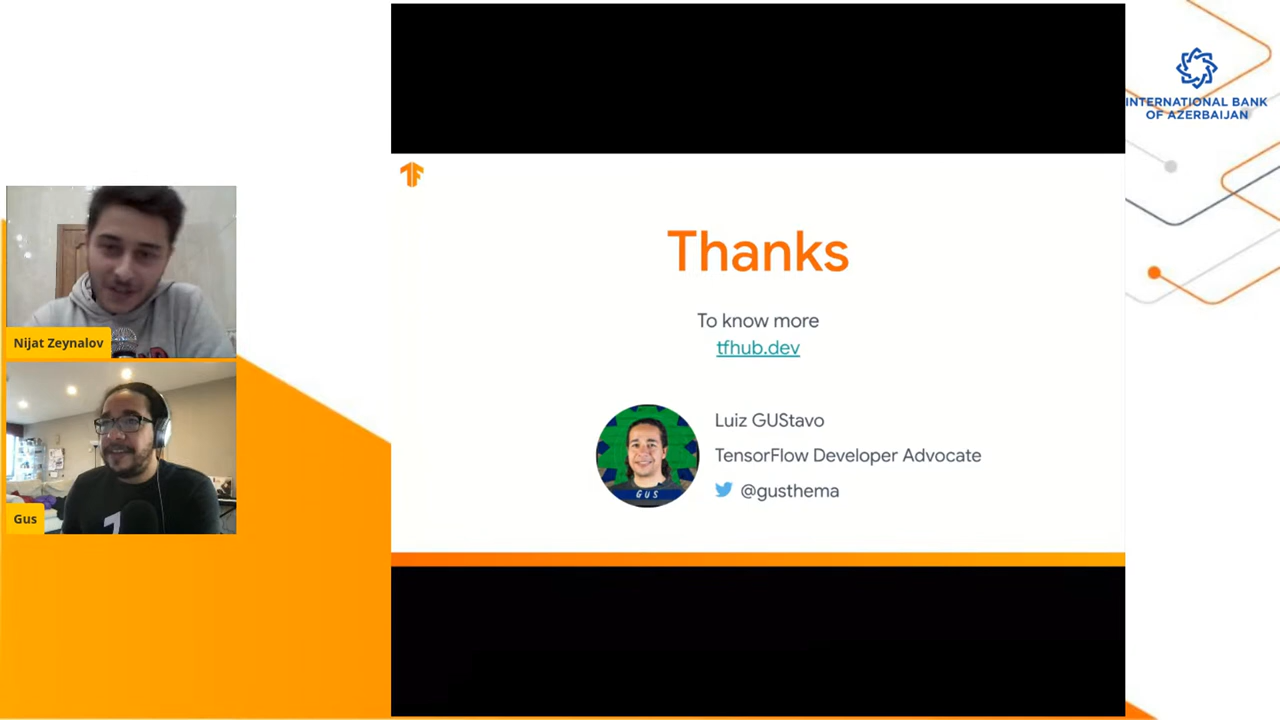 INTERNATIONAL BANK
OF AZERBAIJAN
Thanks
To know more
tfhub.dev
Luiz GUStavo
TensorFlow Developer Advocate
@gusthema
GUS
Nijat Zeynalov
Gus